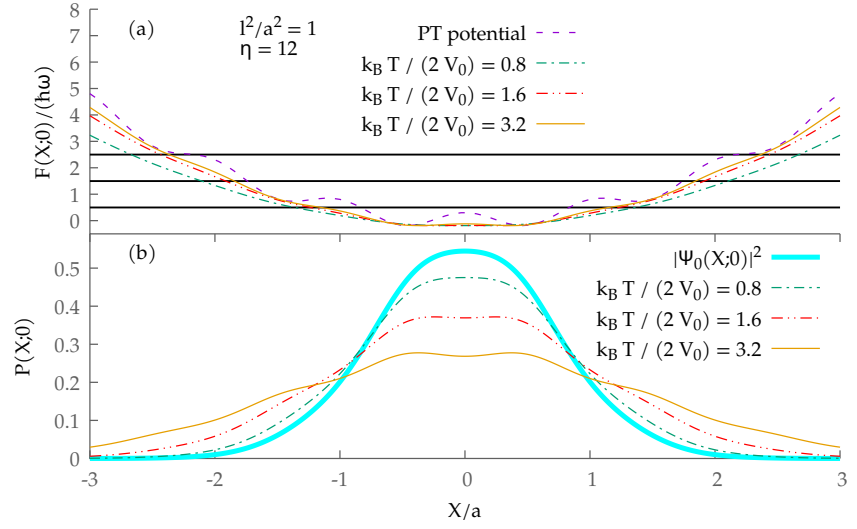 (a)
l²/a² = 1
η = 12
PT potential
k_B T / (2 V_0) = 0.8
k_B T / (2 V_0) = 1.6
k_B T / (2 V_0) = 3.2
F(X;0)/(ħω)
8
7
6
5
4
3
2
1
0
(b)
|Ψ_0(X;0)|²
k_B T / (2 V_0) = 0.8
k_B T / (2 V_0) = 1.6
k_B T / (2 V_0) = 3.2
P(X;0)
0.5
0.4
0.3
0.2
0.1
0
-3 -2 -1 0 1 2 3
X/a